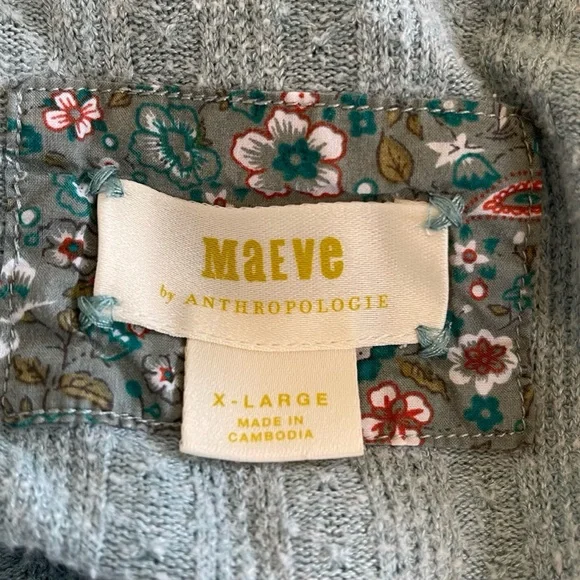 MaEve
by ANTHROPOLOGIE
X-LARGE
MADE IN
CAMBODIA